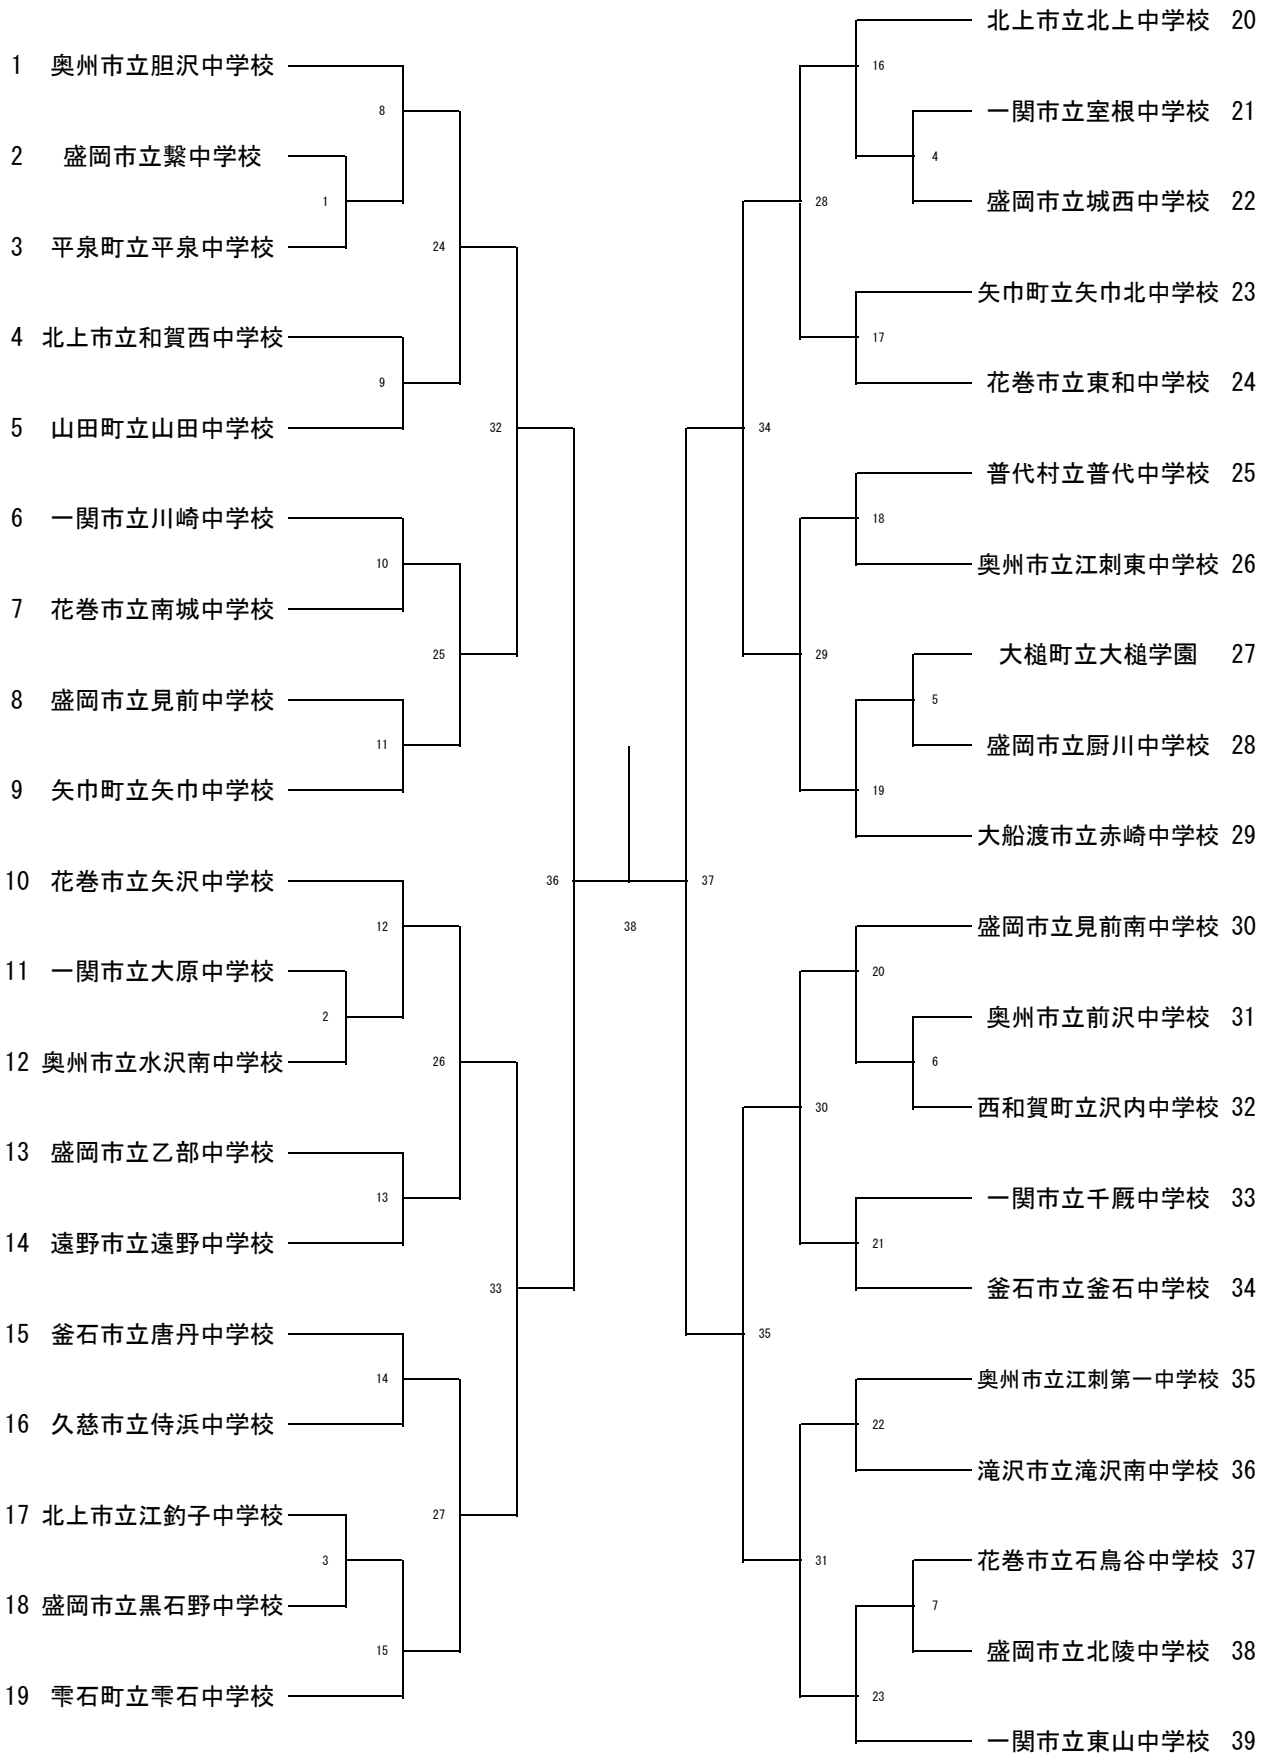 1 奥州市立胆沢中学校
8
2 盛岡市立繋中学校
1
3 平泉町立平泉中学校
24
4 北上市立和賀西中学校
9
5 山田町立山田中学校
32
6 一関市立川崎中学校
10
7 花巻市立南城中学校
25
8 盛岡市立見前中学校
11
9 矢巾町立矢巾中学校
10 花巻市立矢沢中学校
36
12
11 一関市立大原中学校
2
12 奥州市立水沢南中学校
26
13 盛岡市立乙部中学校
13
14 遠野市立遠野中学校
33
15 釜石市立唐丹中学校
14
16 久慈市立侍浜中学校
17 北上市立江釣子中学校
27
3
18 盛岡市立黒石野中学校
15
19 雫石町立雫石中学校
38
北上市立北上中学校 20
16
一関市立室根中学校 21
4
盛岡市立城西中学校 22
28
矢巾町立矢巾北中学校 23
17
花巻市立東和中学校 24
34
普代村立普代中学校 25
18
奥州市立江刺東中学校 26
大槌町立大槌学園 27
29
5
盛岡市立厨川中学校 28
19
大船渡市立赤崎中学校 29
37
盛岡市立見前南中学校 30
20
奥州市立前沢中学校 31
6
西和賀町立沢内中学校 32
30
一関市立千厩中学校 33
21
釜石市立釜石中学校 34
35
奥州市立江刺第一中学校 35
22
滝沢市立滝沢南中学校 36
花巻市立石鳥谷中学校 37
31
7
盛岡市立北陵中学校 38
23
一関市立東山中学校 39